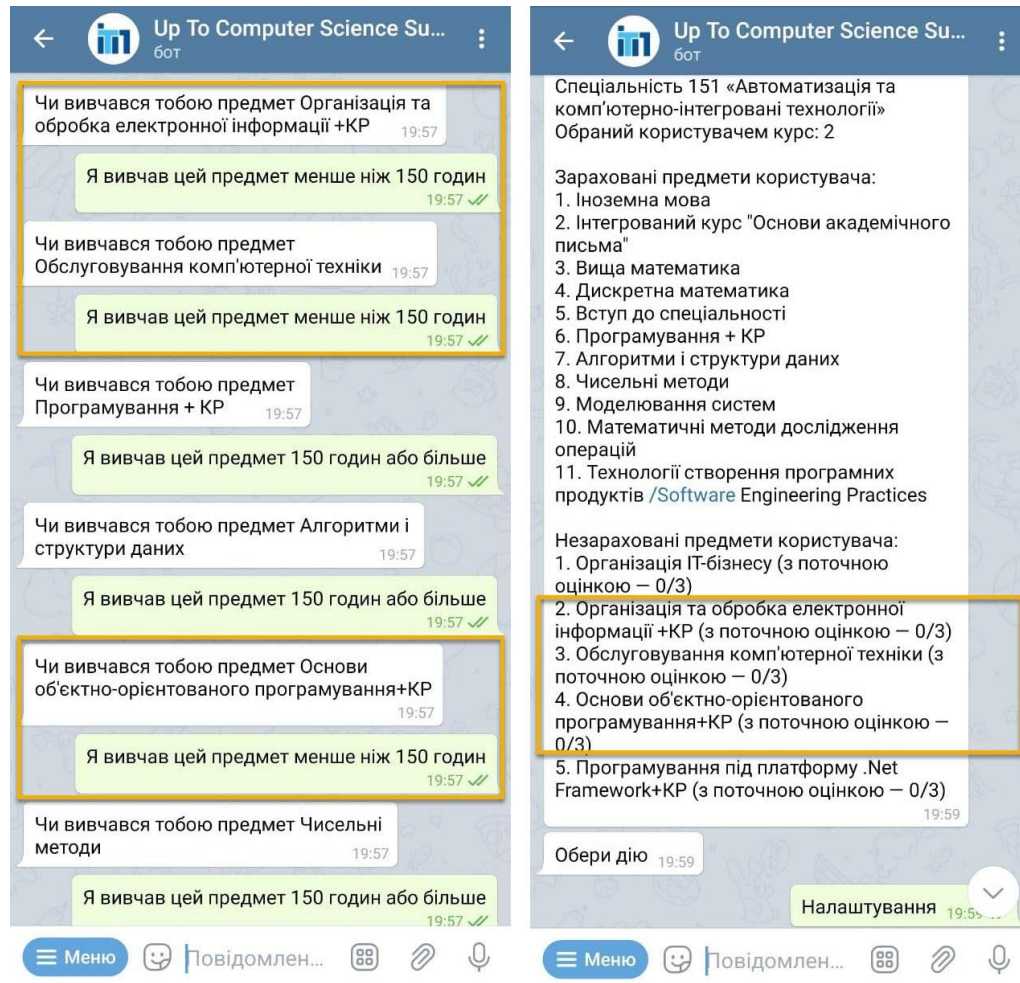 Up To Computer Science Su...
бот
Чи вивчався тобою предмет Організація та
обробка електронної інформації +КР 19:57
Я вивчав цей предмет менше ніж 150 годин
19:57
Чи вивчався тобою предмет
Обслуговування комп'ютерної техніки 19:57
Я вивчав цей предмет менше ніж 150 годин
19:57
Чи вивчався тобою предмет
Програмування + КР 19:57
Я вивчав цей предмет 150 годин або більше
19:57
Чи вивчався тобою предмет Алгоритми і
структури даних 19:57
Я вивчав цей предмет 150 годин або більше
19:57
Чи вивчався тобою предмет Основи
об'єктно-орієнтованого програмування+КР
19:57
Я вивчав цей предмет менше ніж 150 годин
19:57
Чи вивчався тобою предмет Чисельні
методи 19:57
Я вивчав цей предмет 150 годин або більше
19:57
Меню Повідомлен...
Up To Computer Science Su...
бот
Спеціальність 151 «Автоматизація та
комп'ютерно-інтегровані технології»
Обраний користувачем курс: 2
Зараховані предмети користувача:
1. Іноземна мова
2. Інтегрований курс "Основи академічного
письма"
3. Вища математика
4. Дискретна математика
5. Вступ до спеціальності
6. Програмування + КР
7. Алгоритми і структури даних
8. Чисельні методи
9. Моделювання систем
10. Математичні методи дослідження
операцій
11. Технології створення програмних
продуктів /Software Engineering Practices
Незараховані предмети користувача:
1. Організація ІТ-бізнесу (з поточною
оцінкою — 0/3)
2. Організація та обробка електронної
інформації +КР (з поточною оцінкою — 0/3)
3. Обслуговування комп'ютерної техніки (з
поточною оцінкою — 0/3)
4. Основи об'єктно-орієнтованого
програмування+КР (з поточною оцінкою —
0/3)
5. Програмування під платформу .Net
Framework+КР (з поточною оцінкою — 0/3)
19:59
Обери дію 19:59
Налаштування 19:59
Меню Повідомлен...